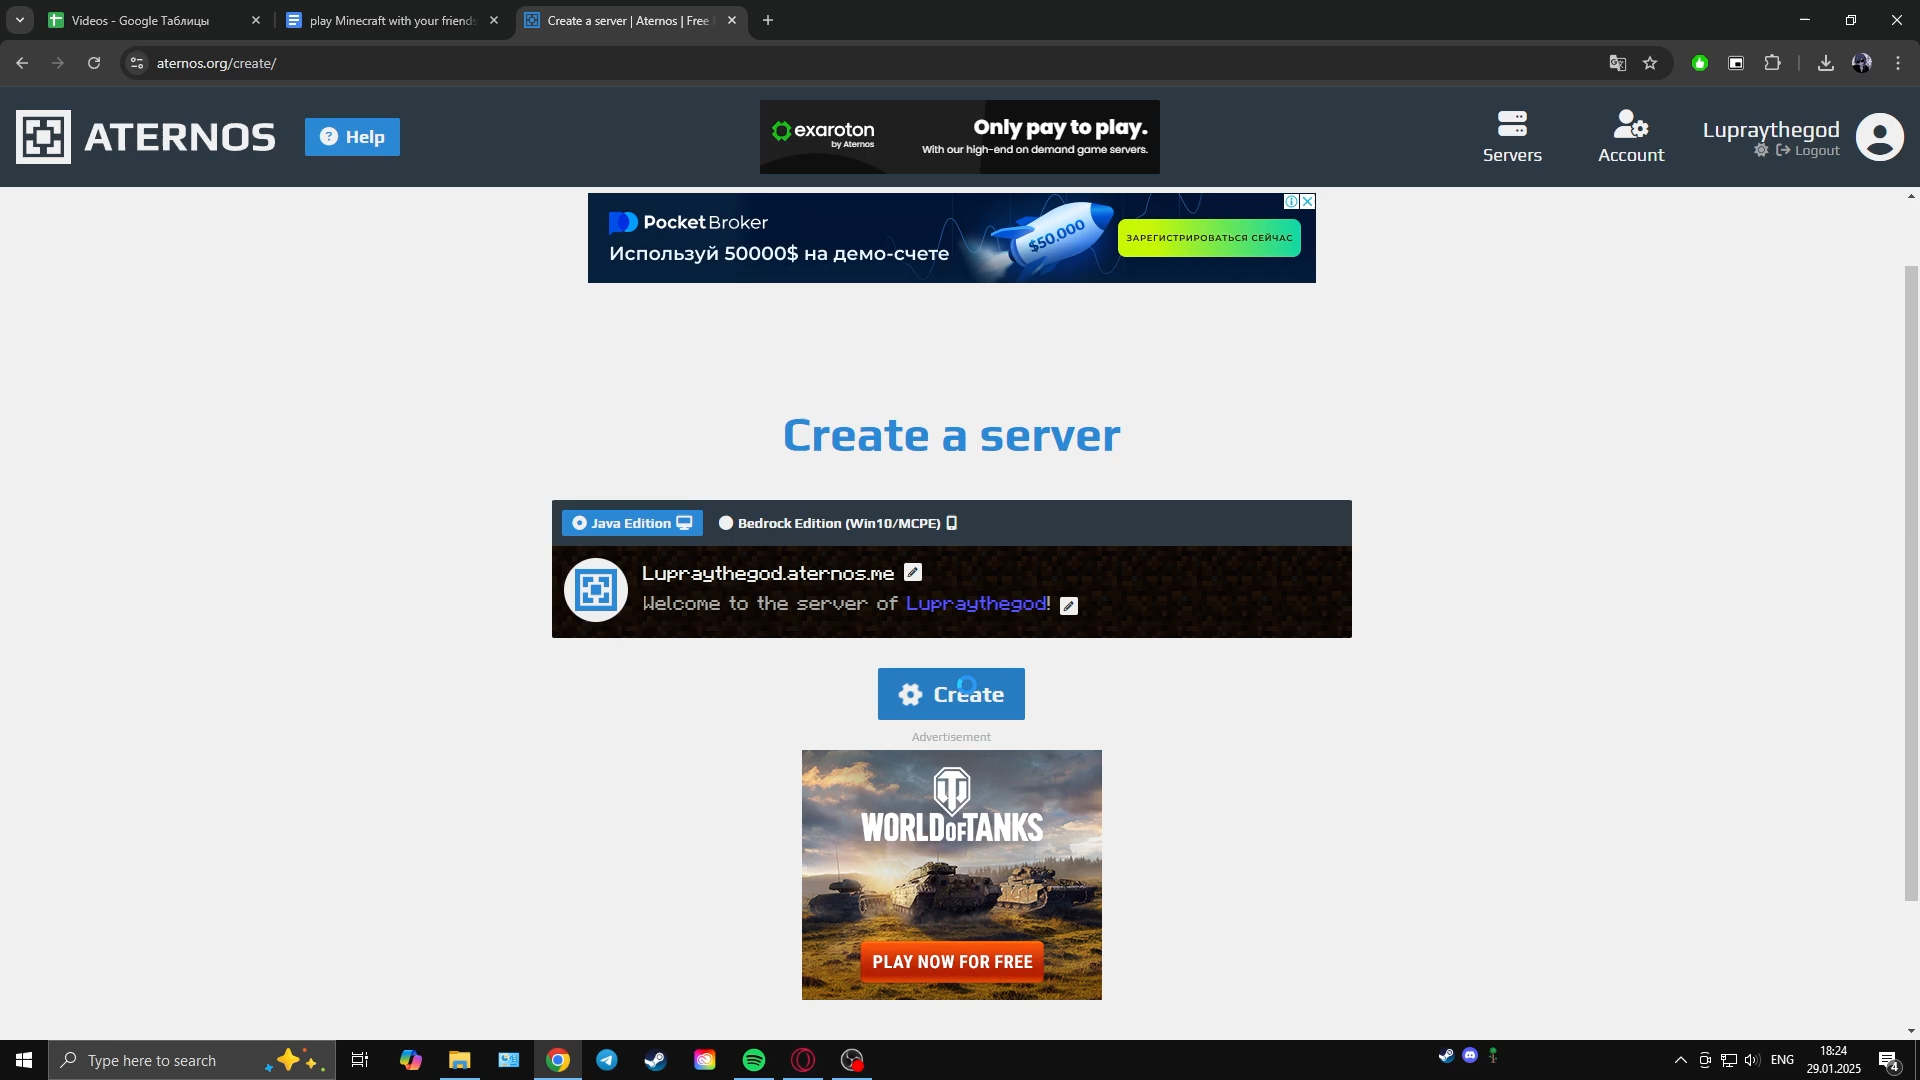 Videos - Google Таблицы
play Minecraft with your friends
Create a server | Aternos | Free
aternos.org/create/
ATERNOS
Help
exaroton
by Aternos
Only pay to play.
With our high-end on demand game servers.
Servers
Account
Lupraythegod
Logout
PocketBroker
Используй 50000$ на демо-счете
$50.000
ЗАРЕГИСТРИРОВАТЬСЯ СЕЙЧАС
Create a server
Java Edition
Bedrock Edition (Win10/MCPE)
Lupraythegod.aternos.me
Welcome to the server of Lupraythegod!
Create
Advertisement
WORLD OF TANKS
PLAY NOW FOR FREE
Type here to search
ENG
18:24
29.01.2025
4